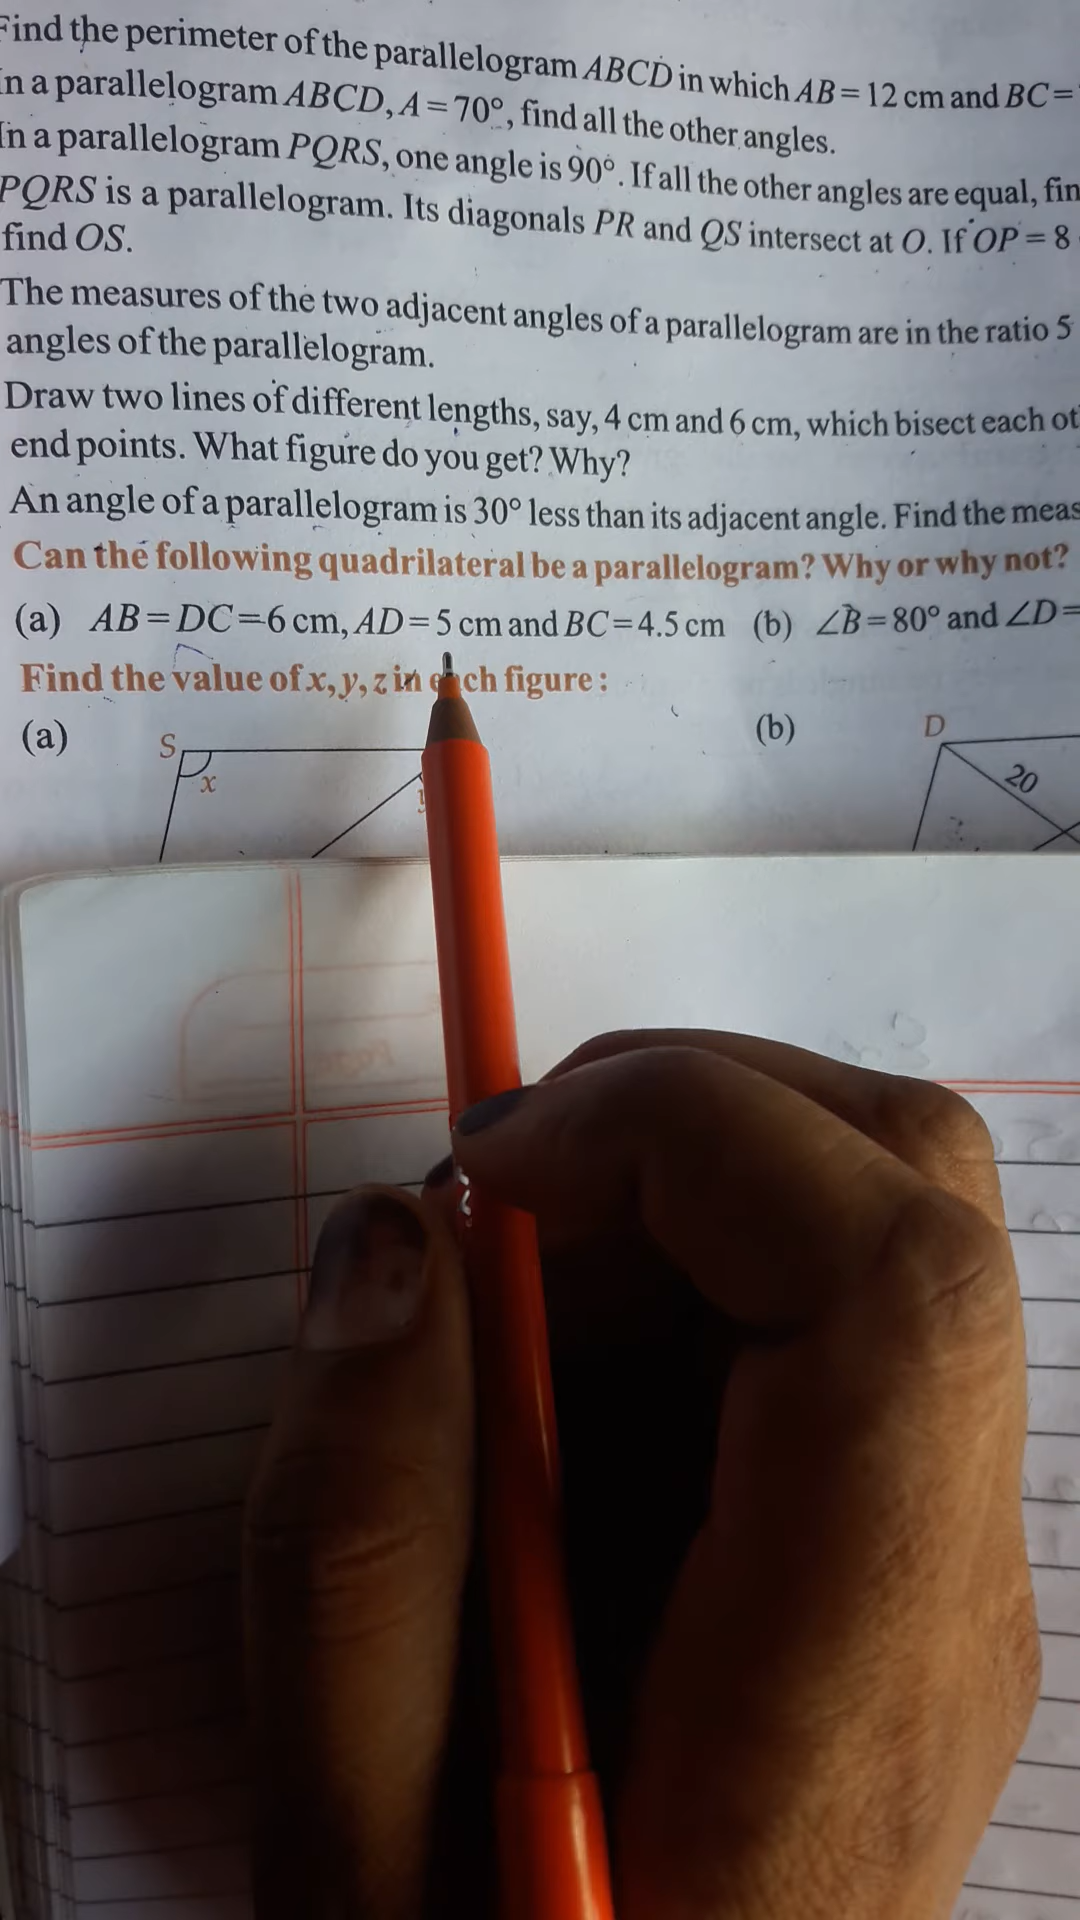 Find the perimeter of the parallelogram ABCD in which AB = 12 cm and BC =
In a parallelogram ABCD, A = 70°, find all the other angles.
In a parallelogram PQRS, one angle is 90°. If all the other angles are equal, fin
PQRS is a parallelogram. Its diagonals PR and QS intersect at O. If OP = 8
find OS.
The measures of the two adjacent angles of a parallelogram are in the ratio 5
angles of the parallelogram.
Draw two lines of different lengths, say, 4 cm and 6 cm, which bisect each ot
end points. What figure do you get? Why?
An angle of a parallelogram is 30° less than its adjacent angle. Find the meas
Can the following quadrilateral be a parallelogram? Why or why not?
(a) AB = DC = 6 cm, AD = 5 cm and BC = 4.5 cm (b) ∠B = 80° and ∠D =
Find the value of x, y, z in each figure :
(a) S x (b) D 20